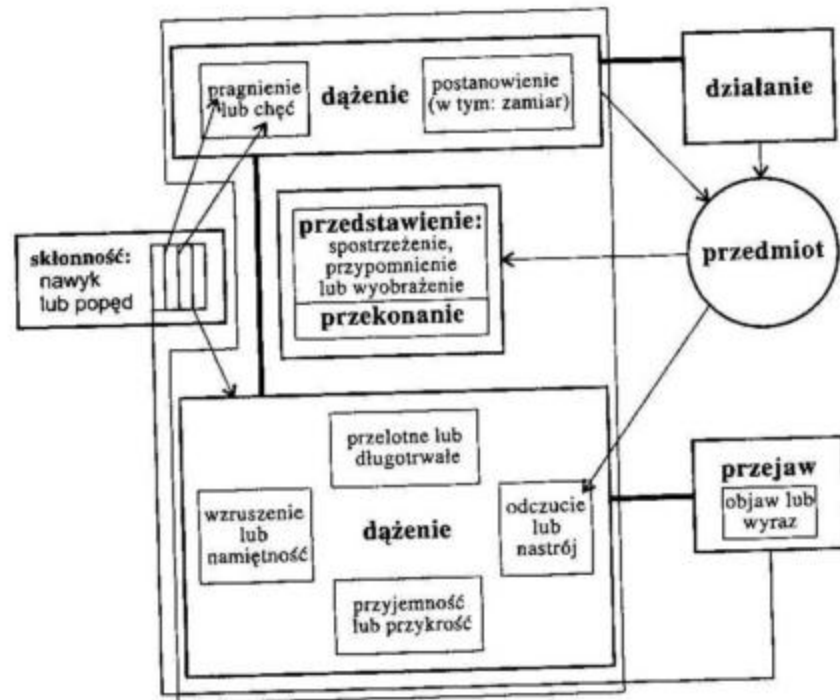 pragnienie
lub chęć
dążenie
postanowienie
(w tym: zamiar)
działanie
skłonność:
nawyk
lub popęd
przedstawienie:
spostrzeżenie,
przypomnienie
lub wyobrażenie
przekonanie
przedmiot
przelotne lub
długotrwałe
wzruszenie
lub
namiętność
dążenie
odczucie
lub
nastrój
przyjemność
lub przykrość
przejaw
objaw lub
wyraz